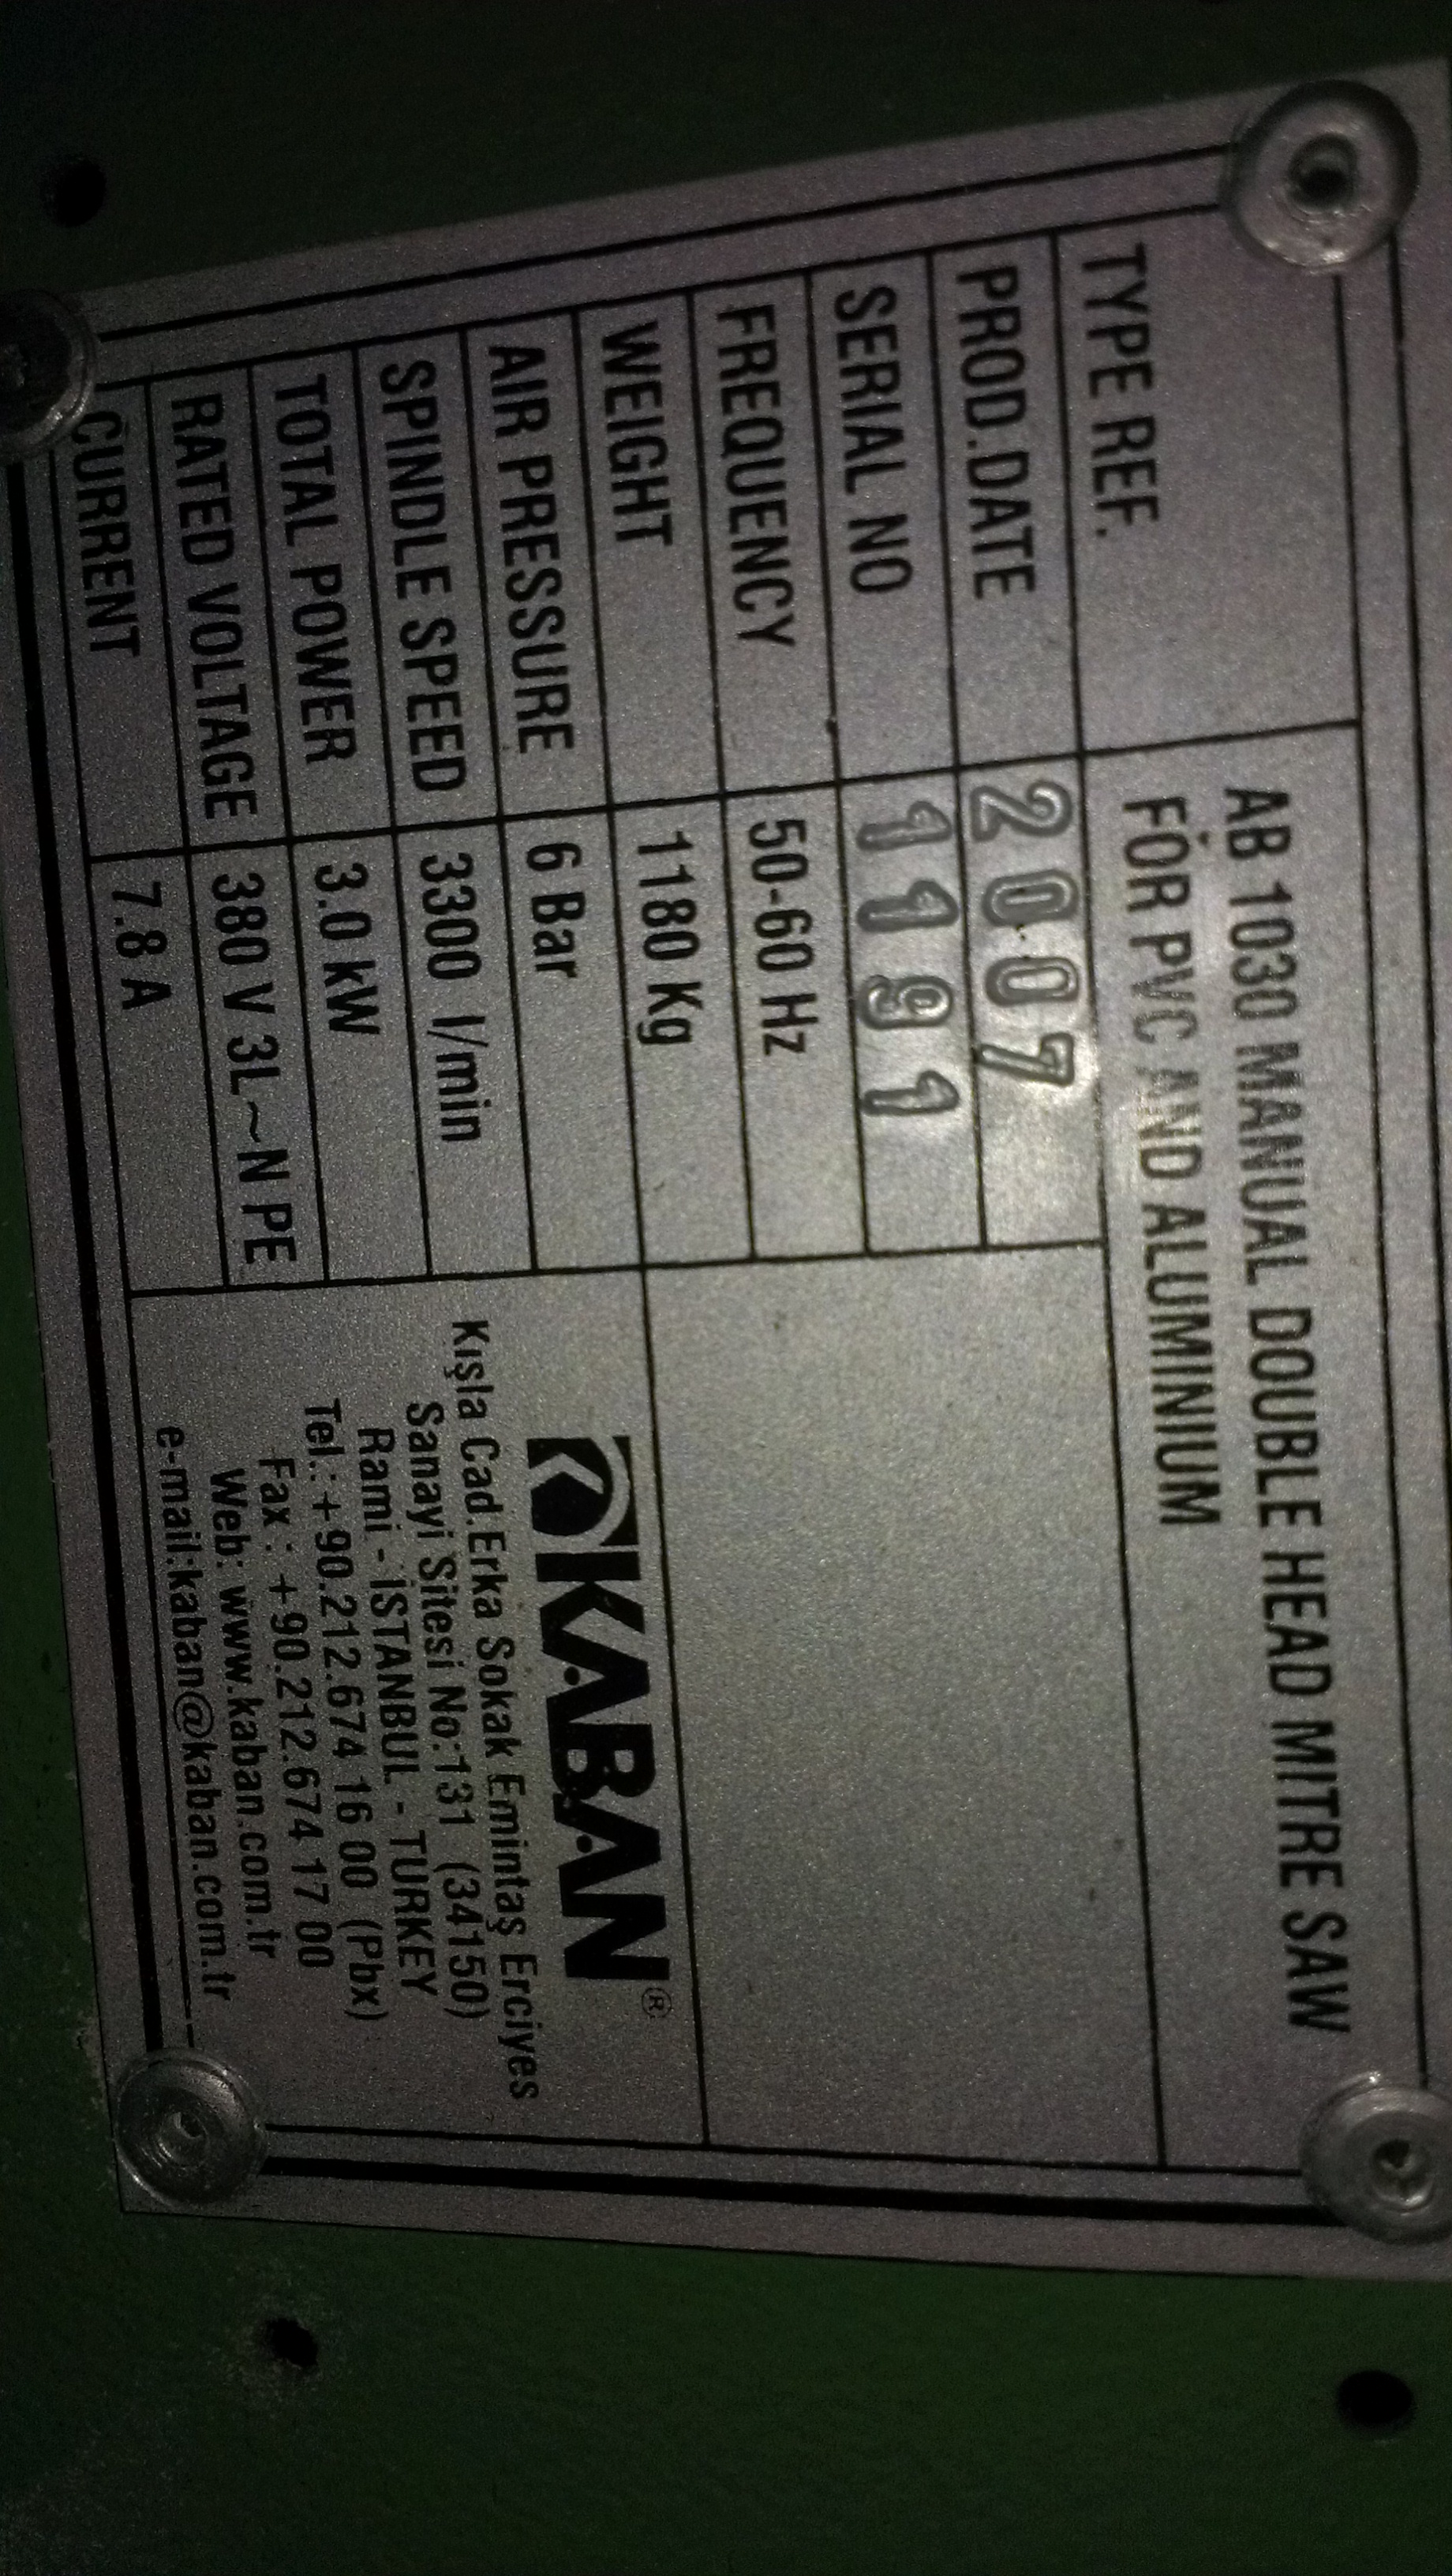 TYPE REF. AB 1030 MANUAL DOUBLE HEAD MITRE SAW
FOR PVC AND ALUMINIUM
PROD.DATE 2007
SERIAL NO 1191
FREQUENCY 50-60 Hz
WEIGHT 1180 Kg
AIR PRESSURE 6 Bar
SPINDLE SPEED 3300 l/min
TOTAL POWER 3.0 kW
RATED VOLTAGE 380 V 3L~N PE
CURRENT 7.8 A
KABAN®
Kışla Cad.Erka Sokak Emintaş Erciyes
Sanayi Sitesi No:131 (34150)
Rami - İSTANBUL - TURKEY
Tel.: +90.212.674 16 00 (Pbx)
Fax : +90.212.674 17 00
Web: www.kaban.com.tr
e-mail:kaban@kaban.com.tr